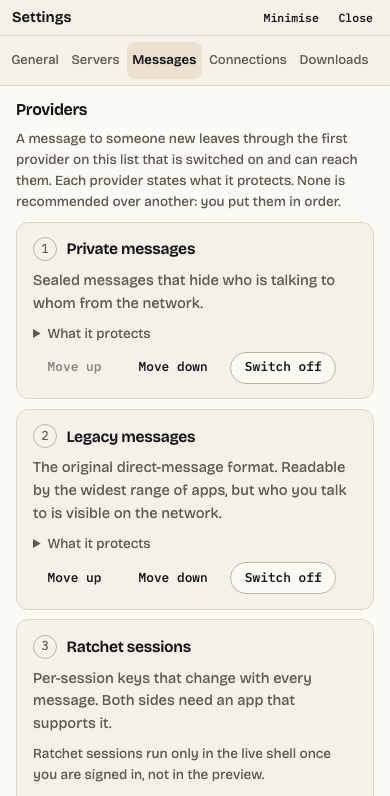 Settings
Minimise
Close
General
Servers
Messages
Connections
Downloads
Providers
A message to someone new leaves through the first
provider on this list that is switched on and can reach
them. Each provider states what it protects. None is
recommended over another: you put them in order.
1
Private messages
Sealed messages that hide who is talking to
whom from the network.
What it protects
Move up
Move down
Switch off
2
Legacy messages
The original direct-message format. Readable
by the widest range of apps, but who you talk
to is visible on the network.
What it protects
Move up
Move down
Switch off
3
Ratchet sessions
Per-session keys that change with every
message. Both sides need an app that
supports it.
Ratchet sessions run only in the live shell once
you are signed in, not in the preview.